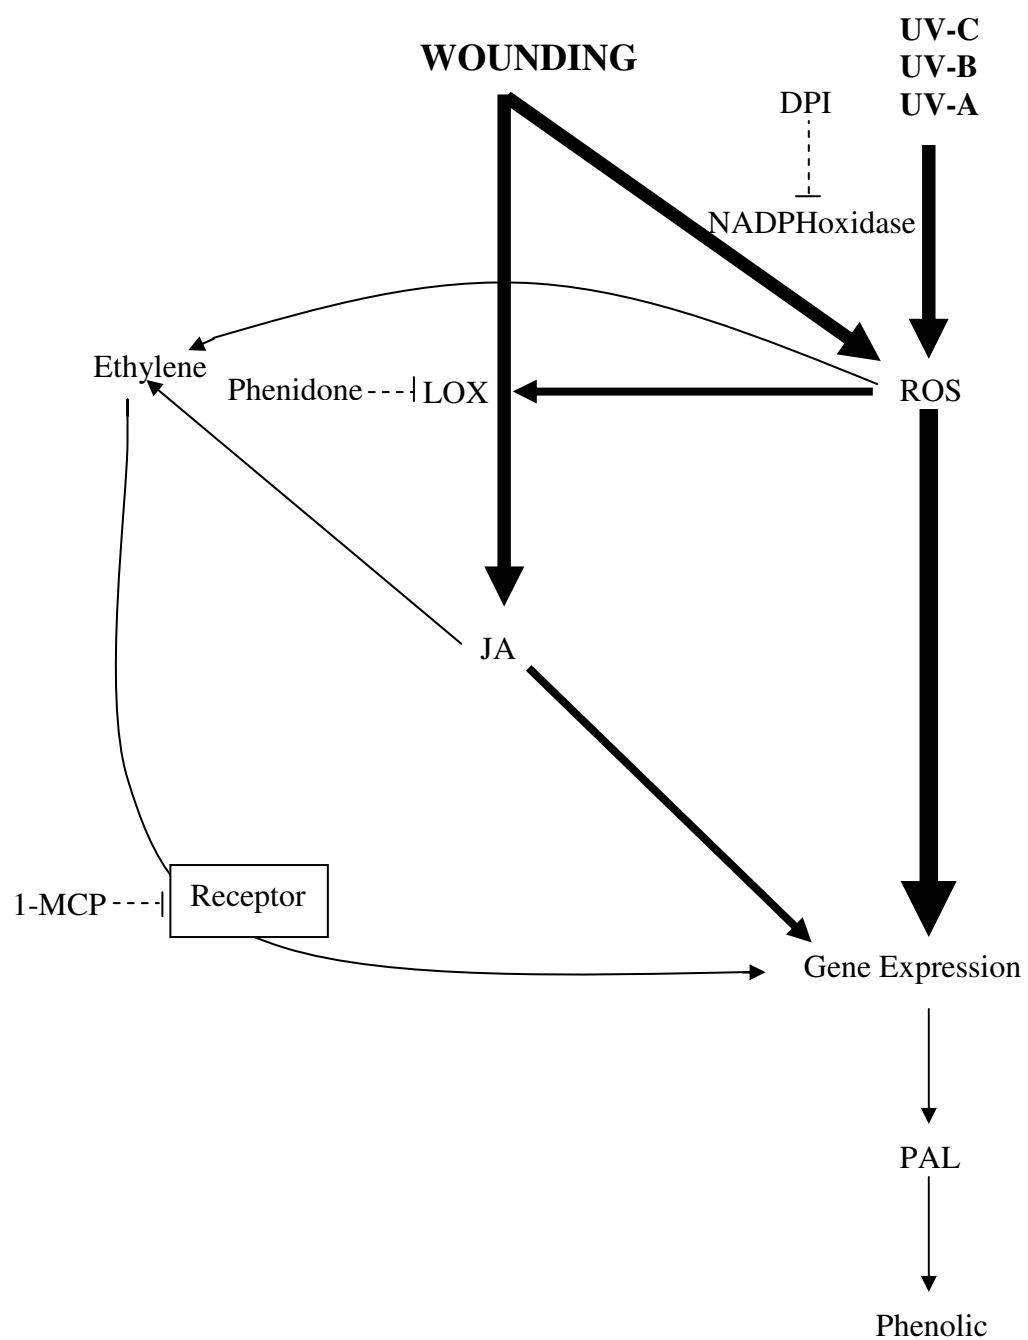 UV-C
WOUNDING
UV-B
DPI
UV-A
NADPHoxidase
Ethylene
Phenidone
LOX
ROS
JA
1-MCP
Receptor
Gene Expression
PAL
Phenolic